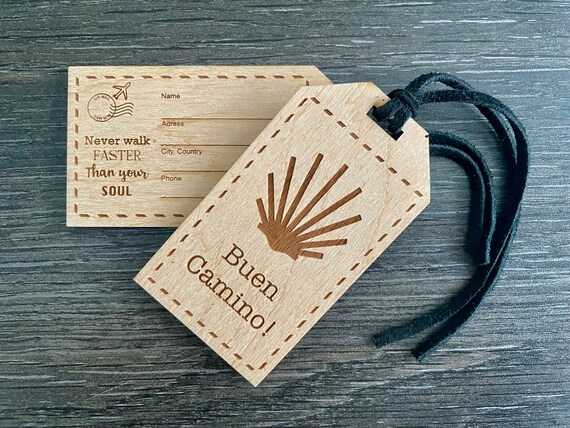 Name
Adress
City, Country
Phone
Never walk
FASTER
Than your
SOUL
Buen
Camino!